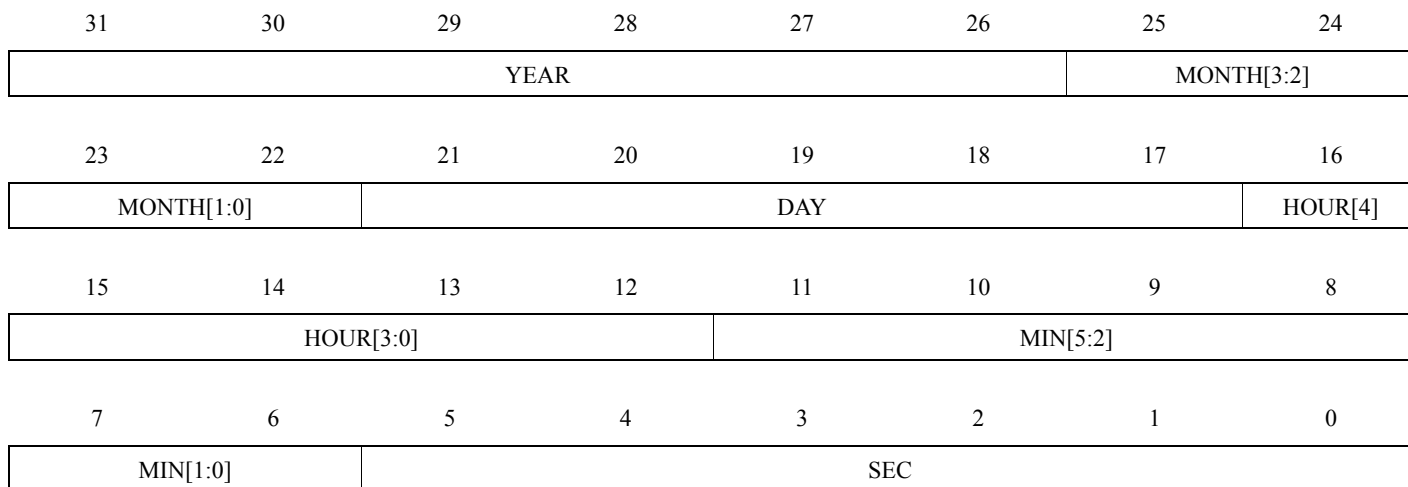 31 30 29 28 27 26 25 24
YEAR MONTH[3:2]
23 22 21 20 19 18 17 16
MONTH[1:0] DAY HOUR[4]
15 14 13 12 11 10 9 8
HOUR[3:0] MIN[5:2]
7 6 5 4 3 2 1 0
MIN[1:0] SEC